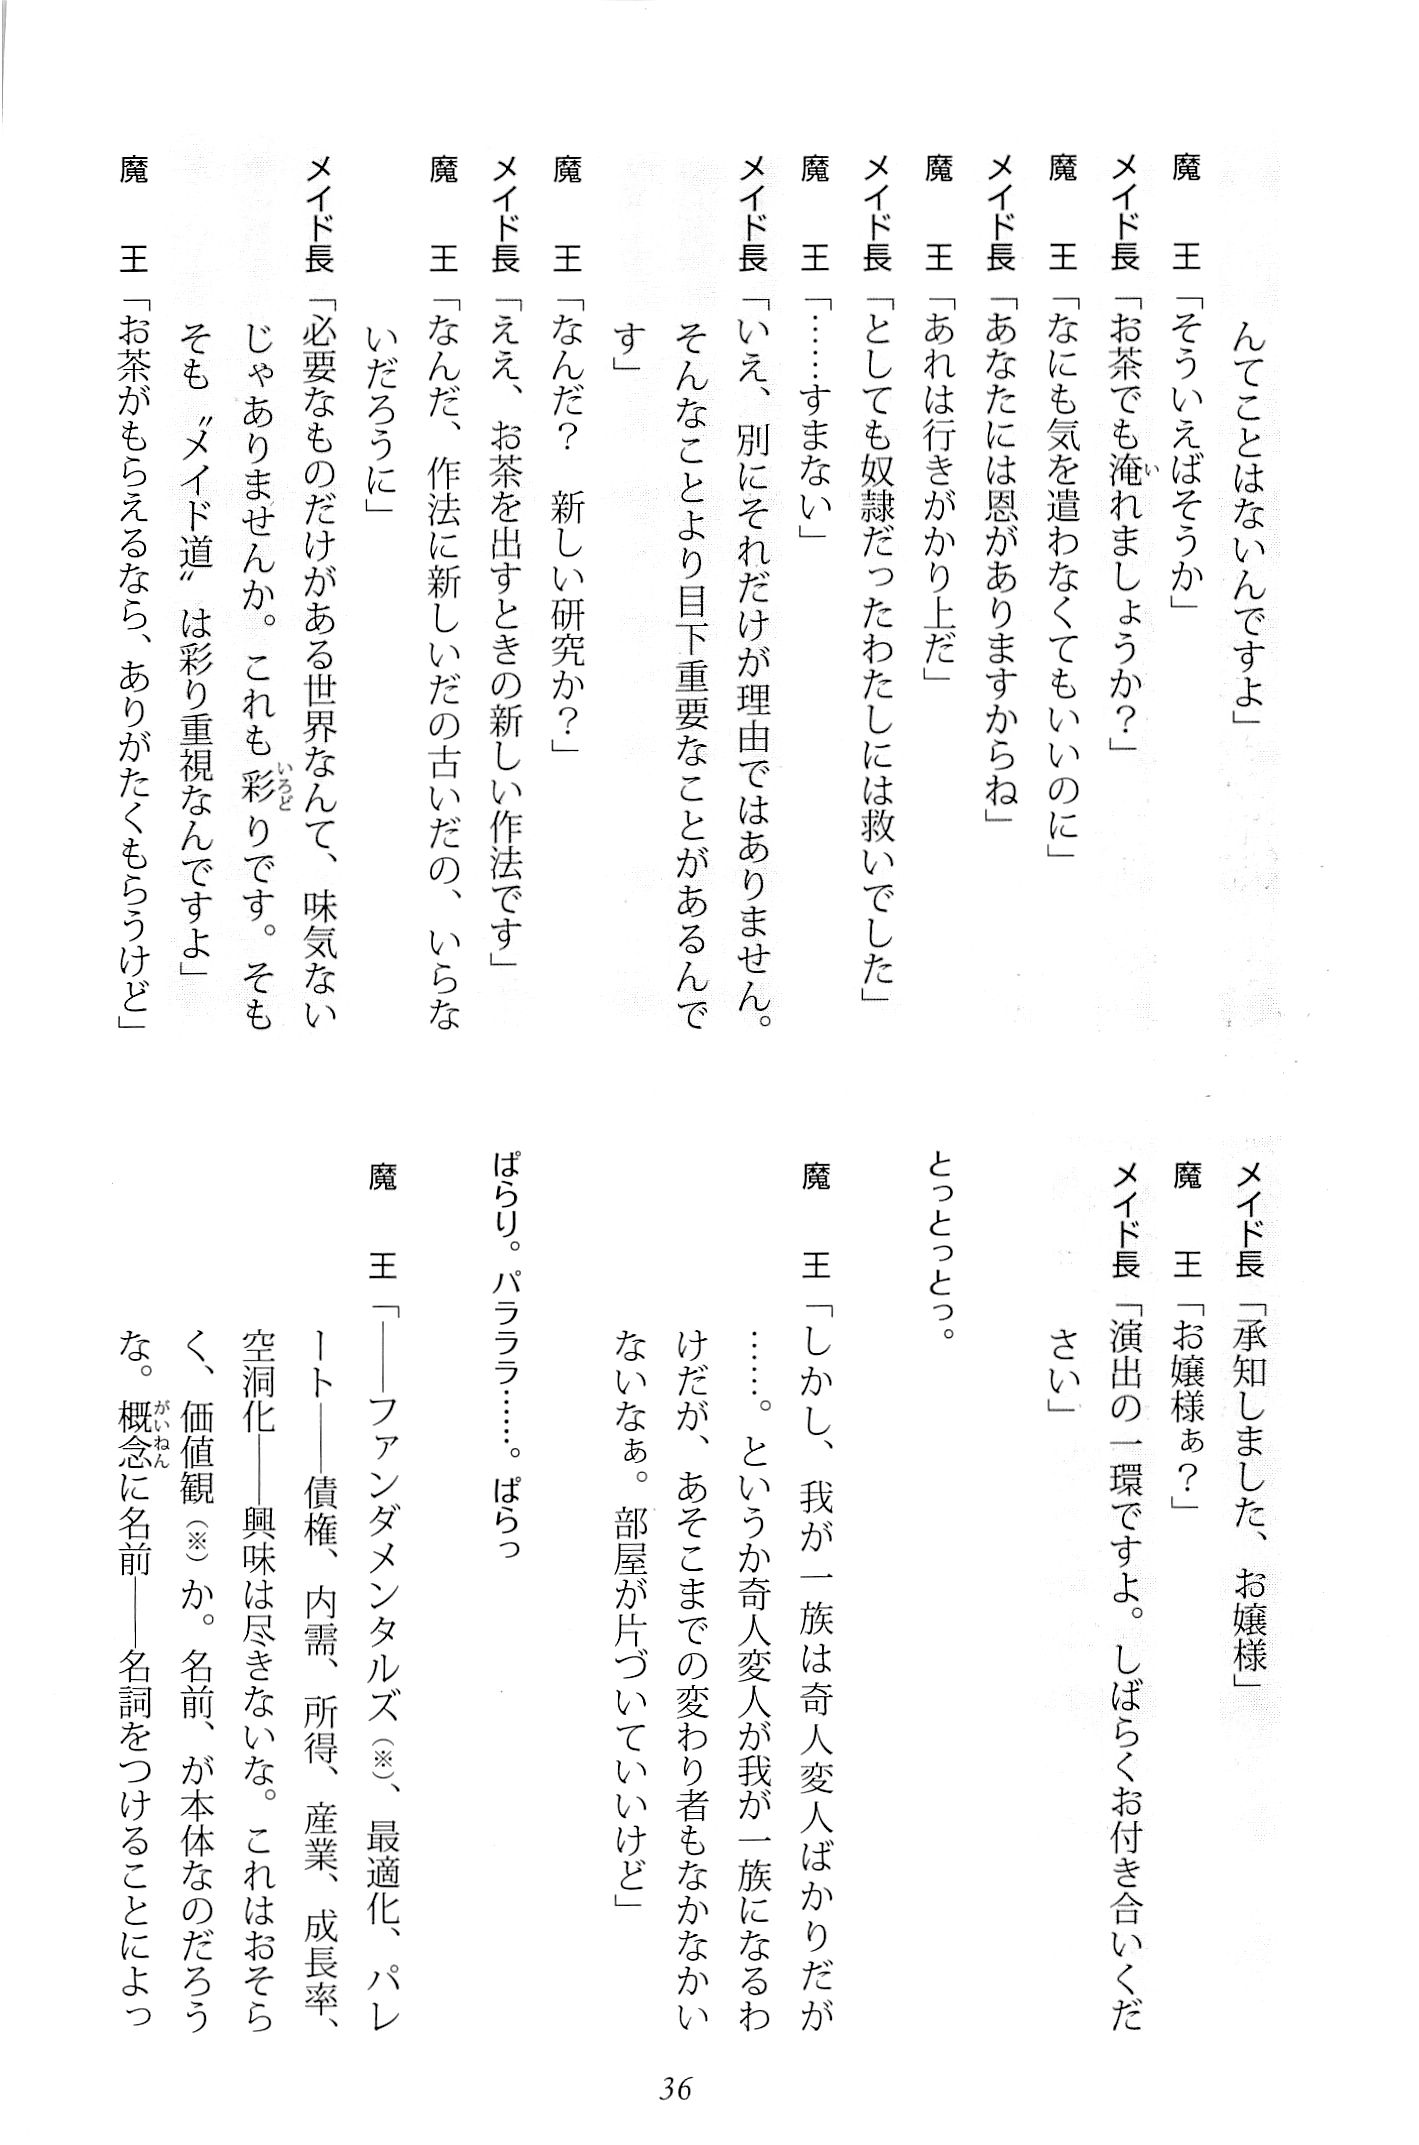 んてことはないんですよ」
魔　王「そういえばそうか」
メイド長「お茶でも淹れましょうか？」
魔　王「なにも気を遣わなくてもいいのに」
メイド長「あなたには恩がありますからね」
魔　王「あれは行きがかり上だ」
メイド長「としても奴隷だったわたしには救いでした」
魔　王「……すまない」
メイド長「いえ、別にそれだけが理由ではありません。
そんなことより目下重要なことがあるんで
す」
魔　王「なんだ？　新しい研究か？」
メイド長「ええ、お茶を出すときの新しい作法です」
魔　王「なんだ、作法に新しいだの古いだの、いらな
いだろうに」
メイド長「必要なものだけがある世界なんて、味気ない
じゃありませんか。これも彩りです。そも
そも〝メイド道〟は彩り重視なんですよ」
魔　王「お茶がもらえるなら、ありがたくもらうけど」
メイド長「承知しました、お嬢様」
魔　王「お嬢様ぁ？」
メイド長「演出の一環ですよ。しばらくお付き合いくだ
さい」
とっとっとっ。
魔　王「しかし、我が一族は奇人変人ばかりだが
……。というか奇人変人が我が一族になるわ
けだが、あそこまでの変わり者もなかなかい
ないなぁ。部屋が片づいていいけど」
ぱらり。パラララ……。ぱらっ
魔　王「――ファンダメンタルズ（※）、最適化、パレ
ート――債権、内需、所得、産業、成長率、
空洞化――興味は尽きないな。これはおそら
く、価値観（※）か。名前、が本体なのだろう
な。概念に名前――名詞をつけることによっ
36